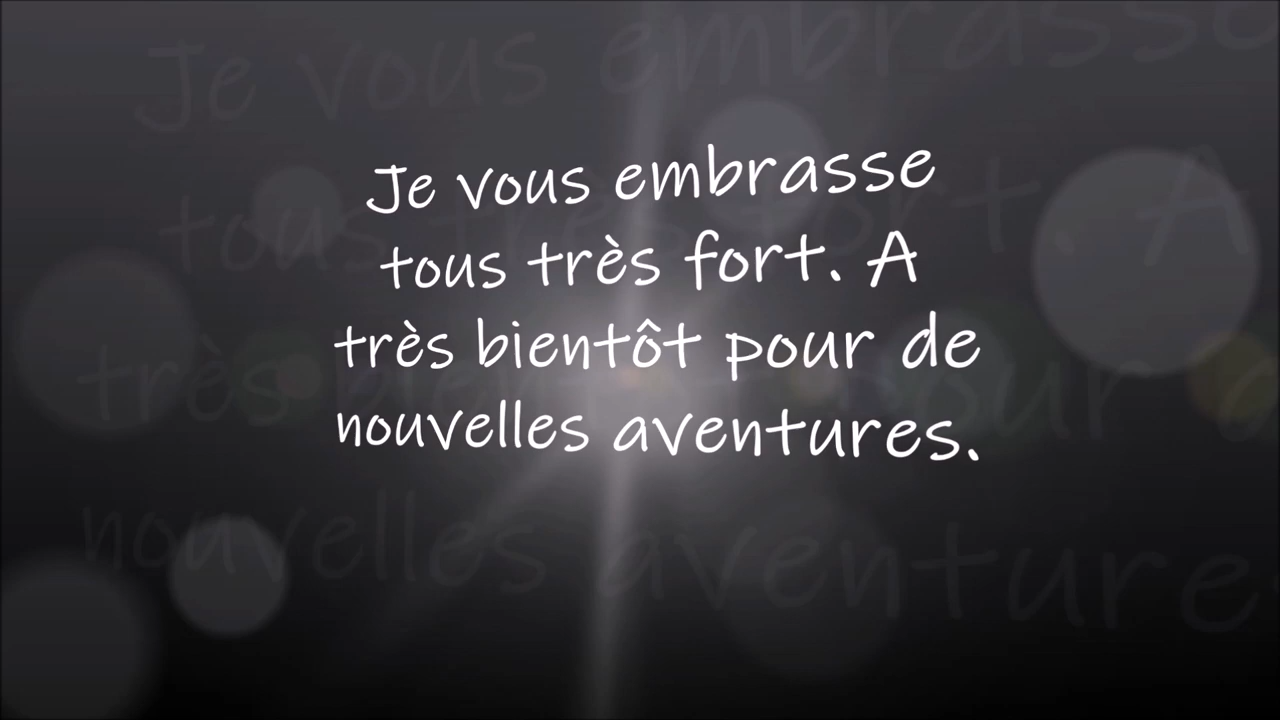 Je vous embrasse
tous très fort. A
très bientôt pour de
nouvelles aventures.